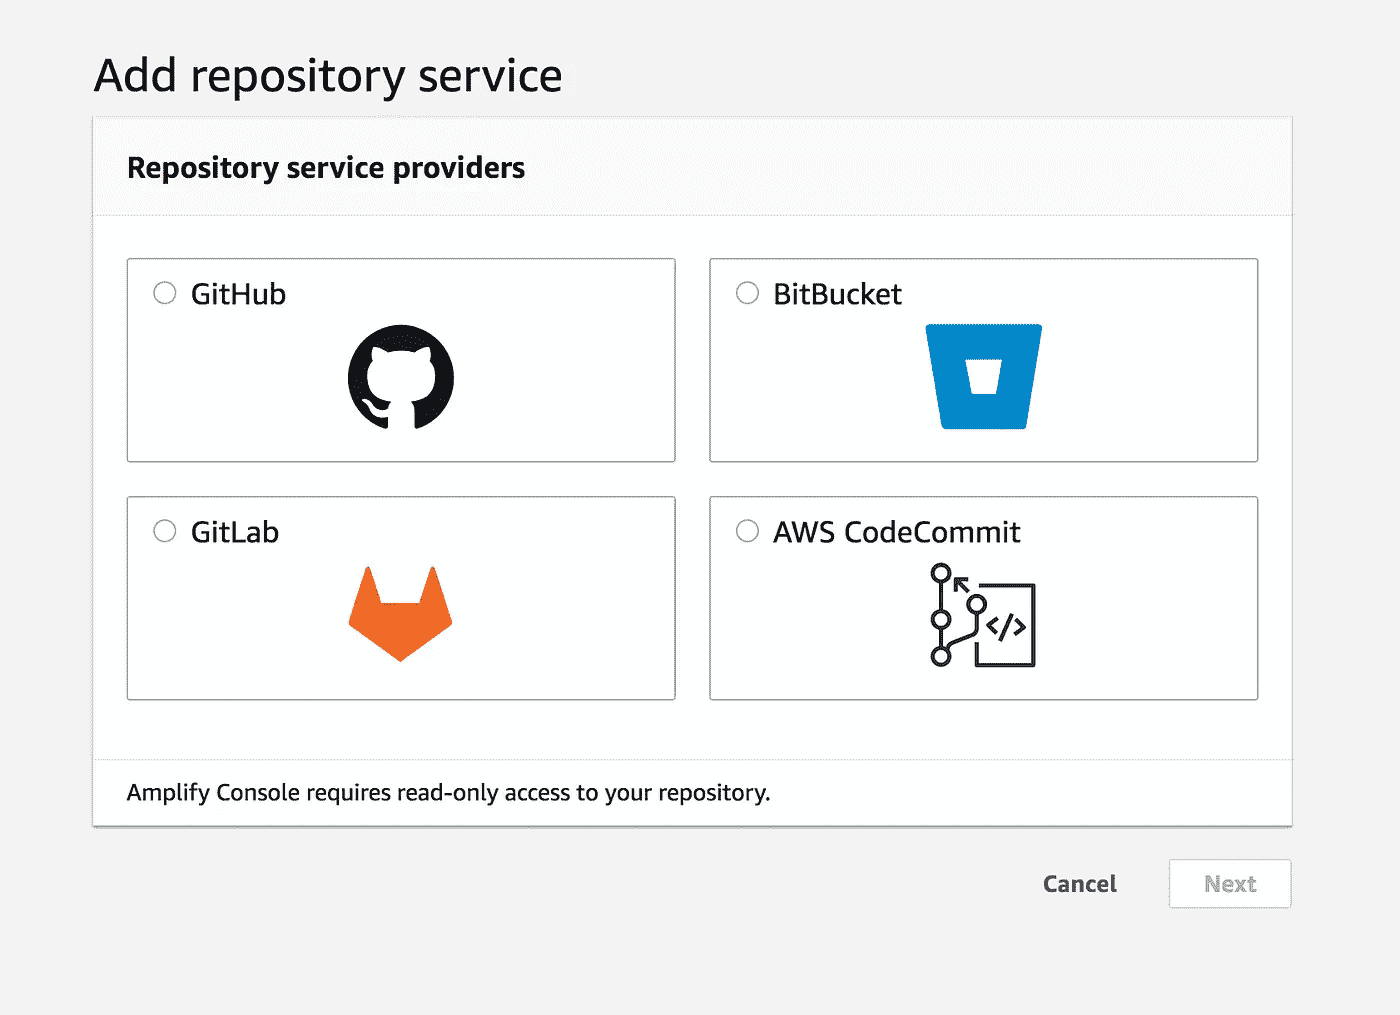 Add repository service
Repository service providers
GitHub
BitBucket
GitLab
AWS CodeCommit
</>
Amplify Console requires read-only access to your repository.
Cancel
Next